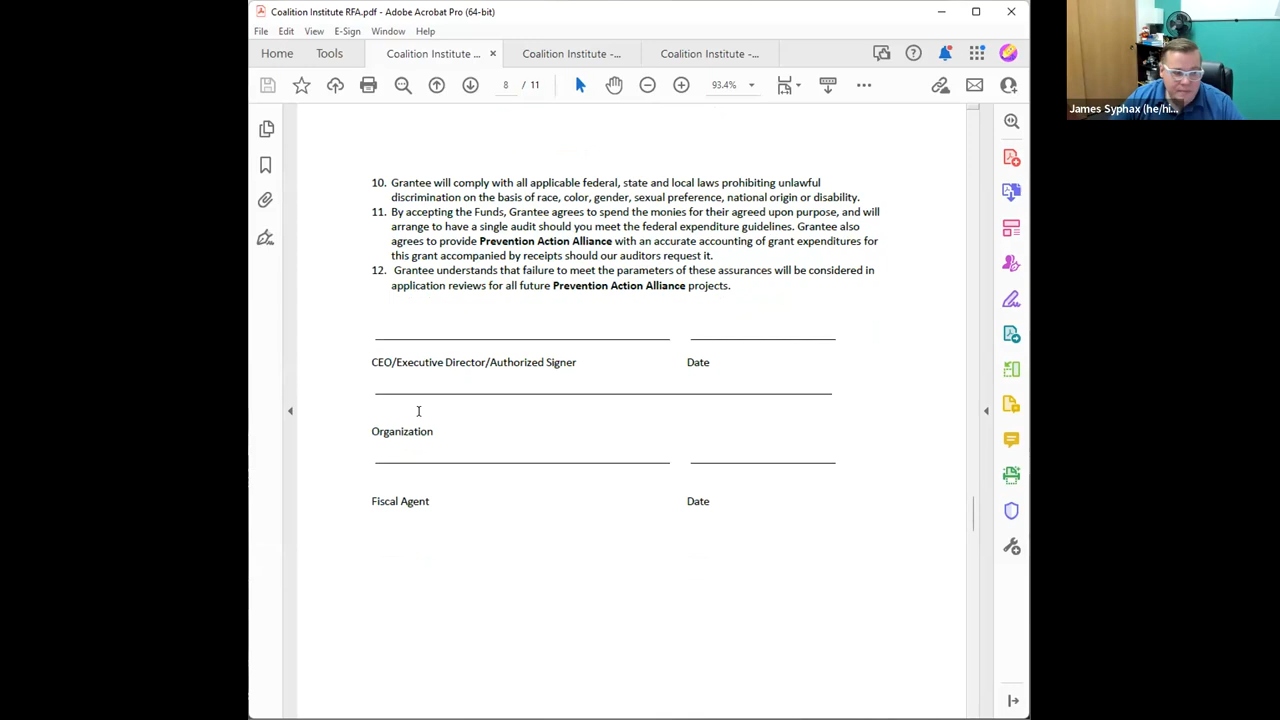 Coalition Institute RFA.pdf - Adobe Acrobat Pro (64-bit)
File Edit View E-Sign Window Help
Home Tools Coalition Institute ... Coalition Institute -... Coalition Institute -...
8 / 11 93.4%
James Syphax (he/hi...
10. Grantee will comply with all applicable federal, state and local laws prohibiting unlawful
discrimination on the basis of race, color, gender, sexual preference, national origin or disability.
11. By accepting the Funds, Grantee agrees to spend the monies for their agreed upon purpose, and will
arrange to have a single audit should you meet the federal expenditure guidelines. Grantee also
agrees to provide Prevention Action Alliance with an accurate accounting of grant expenditures for
this grant accompanied by receipts should our auditors request it.
12. Grantee understands that failure to meet the parameters of these assurances will be considered in
application reviews for all future Prevention Action Alliance projects.
CEO/Executive Director/Authorized Signer Date
Organization
Fiscal Agent Date